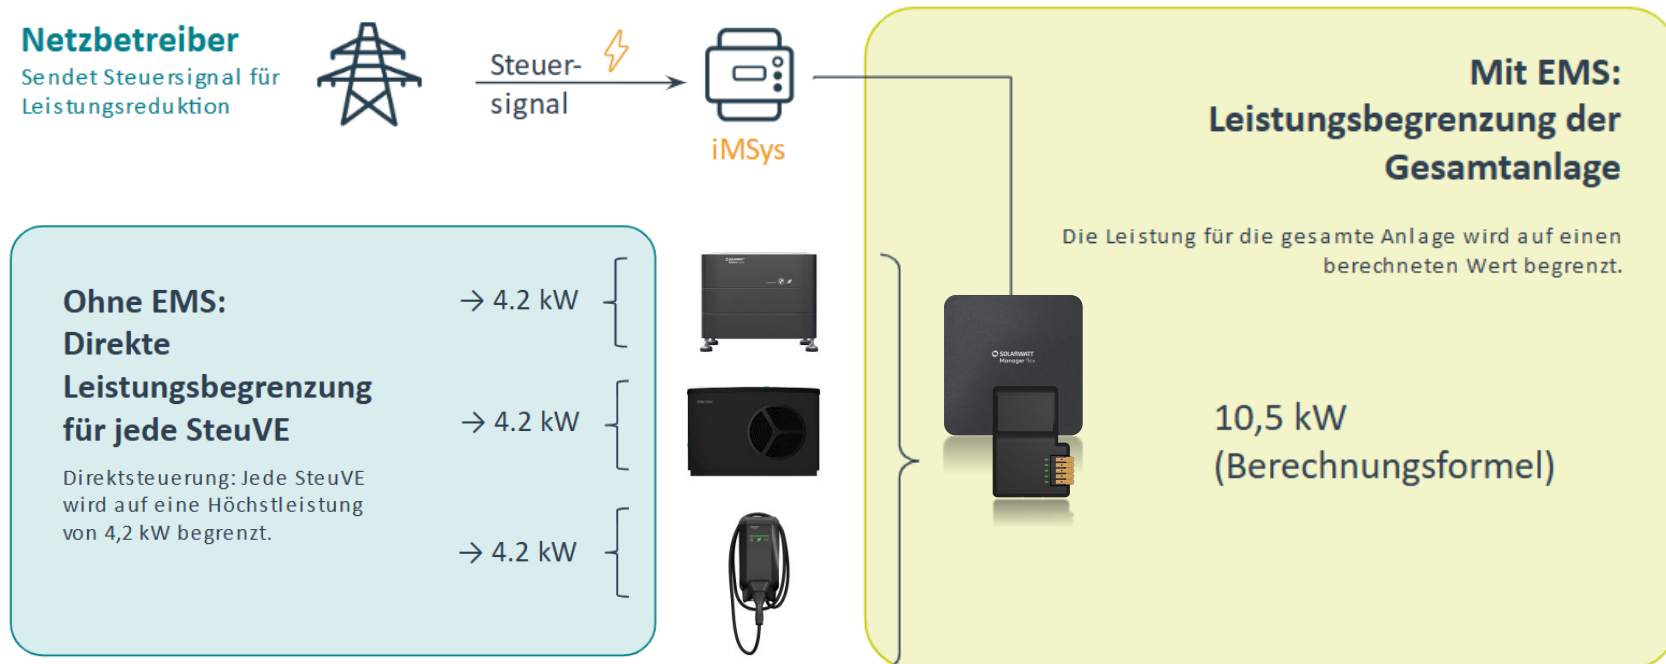 Netzbetreiber
Sendet Steuersignal für
Leistungsreduktion
Steuer-
signal
iMSys
Mit EMS:
Leistungsbegrenzung der
Gesamtanlage
Die Leistung für die gesamte Anlage wird auf einen
berechneten Wert begrenzt.
Ohne EMS:
Direkte
Leistungsbegrenzung
für jede SteuVE
Direktsteuerung: Jede SteuVE
wird auf eine Höchstleistung
von 4,2 kW begrenzt.
→ 4.2 kW
→ 4.2 kW
→ 4.2 kW
SOLARWATT
Manager flex
10,5 kW
(Berechnungsformel)